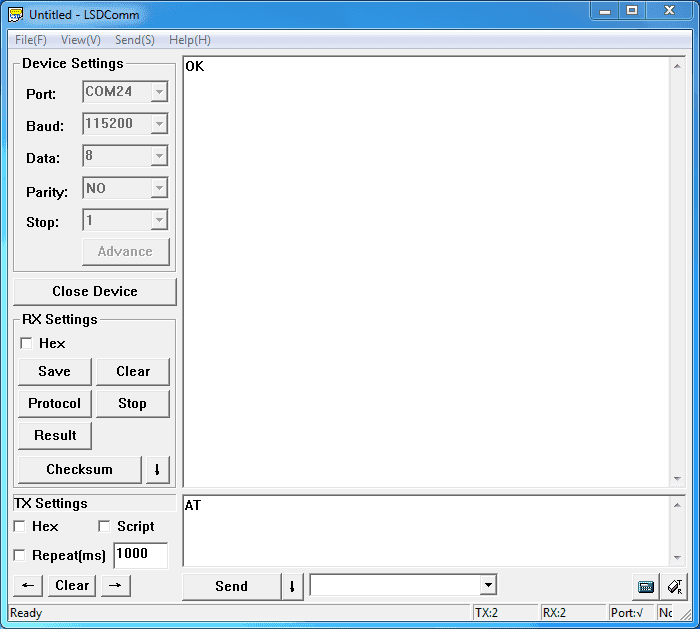 Untitled - LSDComm
File(F) View(V) Send(S) Help(H)
Device Settings
Port: COM24
Baud: 115200
Data: 8
Parity: NO
Stop: 1
Advance
Close Device
RX Settings
Hex
Save Clear
Protocol Stop
Result
Checksum ↓
OK
TX Settings
Hex Script
Repeat(ms) 1000
← Clear →
AT
Send ↓
Ready TX:2 RX:2 Port:√